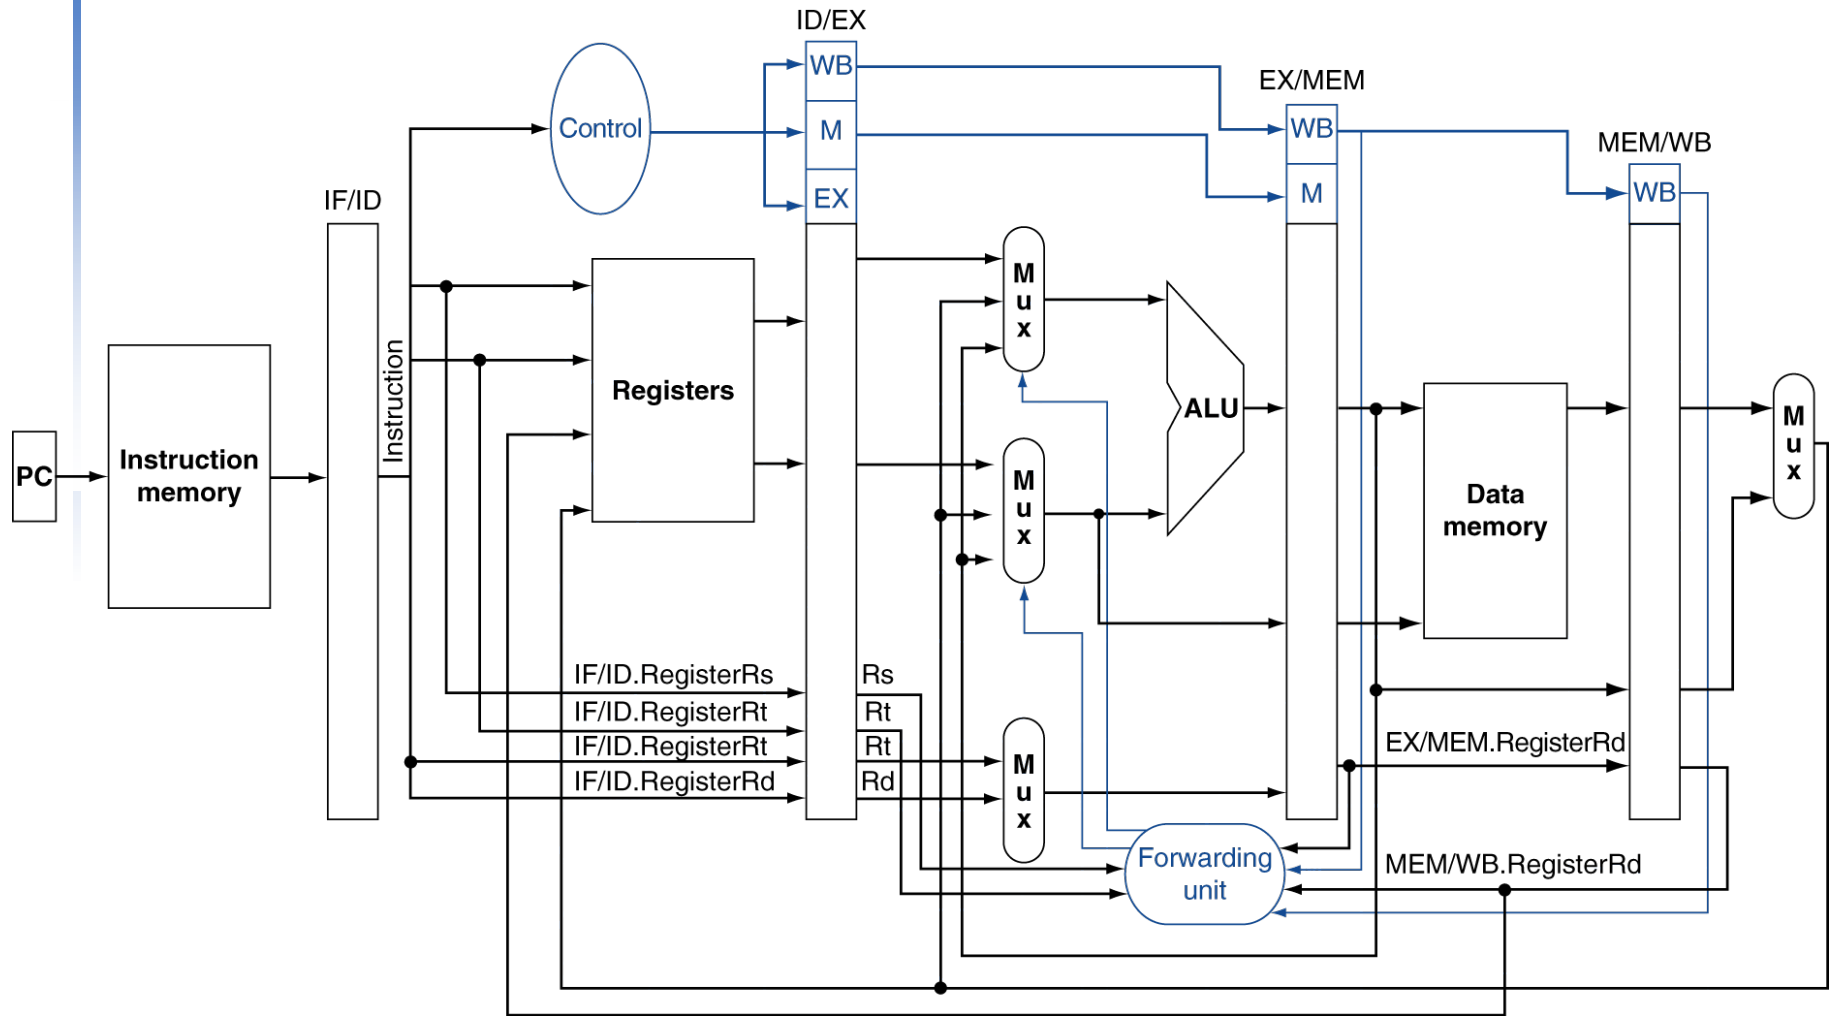 ID/EX
WB
EX/MEM
Control
M
WB
MEM/WB
IF/ID
EX
M
WB
M
u
x
Instruction
Registers
ALU
M
u
x
PC
Instruction
memory
M
u
x
Data
memory
IF/ID.RegisterRs
Rs
IF/ID.RegisterRt
Rt
IF/ID.RegisterRt
Rt
IF/ID.RegisterRd
Rd
M
u
x
EX/MEM.RegisterRd
Forwarding
unit
MEM/WB.RegisterRd